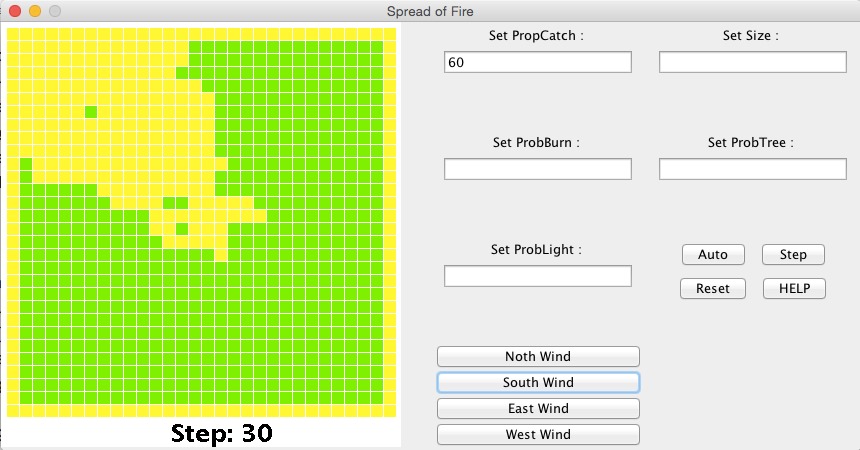 Spread of Fire
Set PropCatch :
Set Size :
60
Set ProbBurn :
Set ProbTree :
Set ProbLight :
Auto
Step
Reset
HELP
Noth Wind
South Wind
East Wind
West Wind
Step: 30